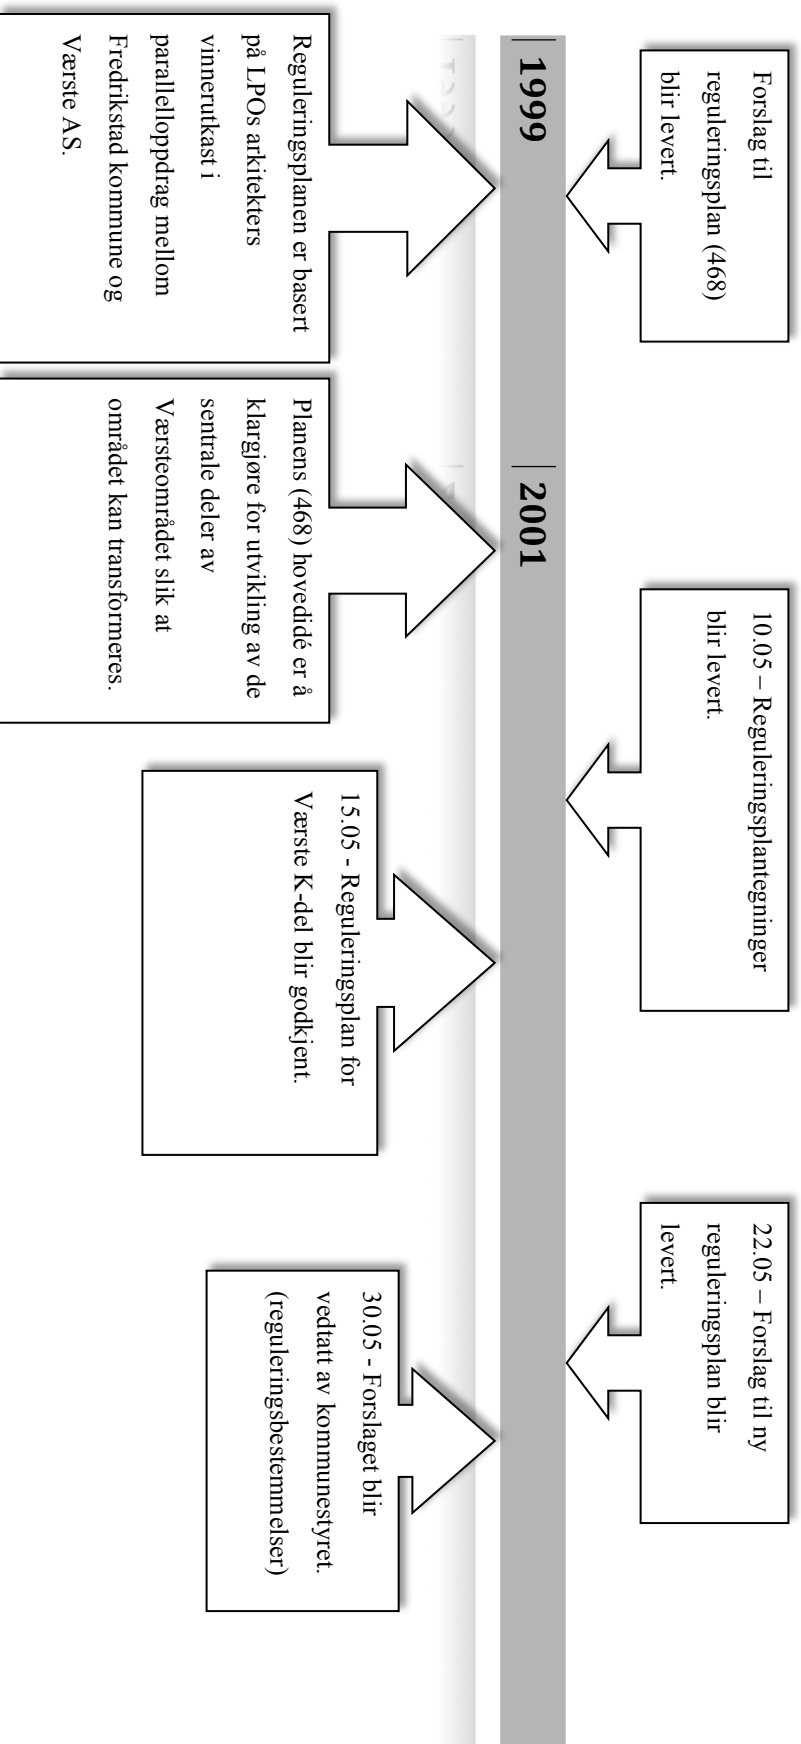 Forslag til
reguleringsplan (468)
blir levert.
10.05 – Reguleringsplantegninger
blir levert.
22.05 – Forslag til ny
reguleringsplan blir
levert.
1999
2001
Reguleringsplanen er basert
på LPOs arkitekters
vinnerutkast i
parallelloppdrag mellom
Fredrikstad kommune og
Værste AS.
Planens (468) hovedidé er å
klargjøre for utvikling av de
sentrale deler av
Værsteområdet slik at
området kan transformeres.
15.05 - Reguleringsplan for
Værste K-del blir godkjent.
30.05 - Forslaget blir
vedtatt av kommunestyret.
(reguleringsbestemmelser)